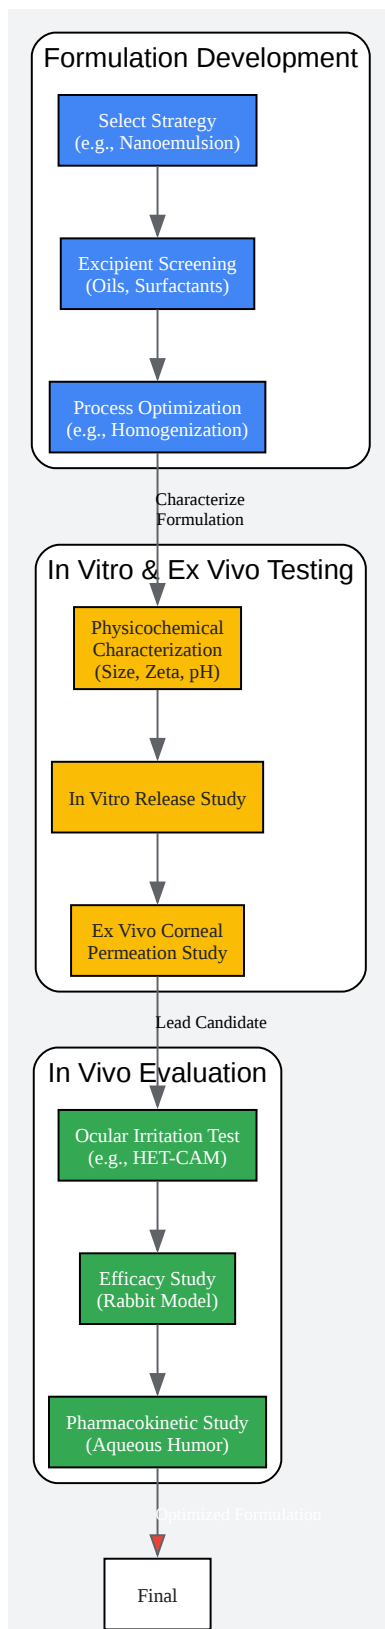 Formulation Development
Select Strategy
(e.g., Nanoemulsion)
Excipient Screening
(Oils, Surfactants)
Process Optimization
(e.g., Homogenization)
Characterize
Formulation
In Vitro & Ex Vivo Testing
Physicochemical
Characterization
(Size, Zeta, pH)
In Vitro Release Study
Ex Vivo Corneal
Permeation Study
Lead Candidate
In Vivo Evaluation
Ocular Irritation Test
(e.g., HET-CAM)
Efficacy Study
(Rabbit Model)
Pharmacokinetic Study
(Aqueous Humor)
Optimized Formulation
Final